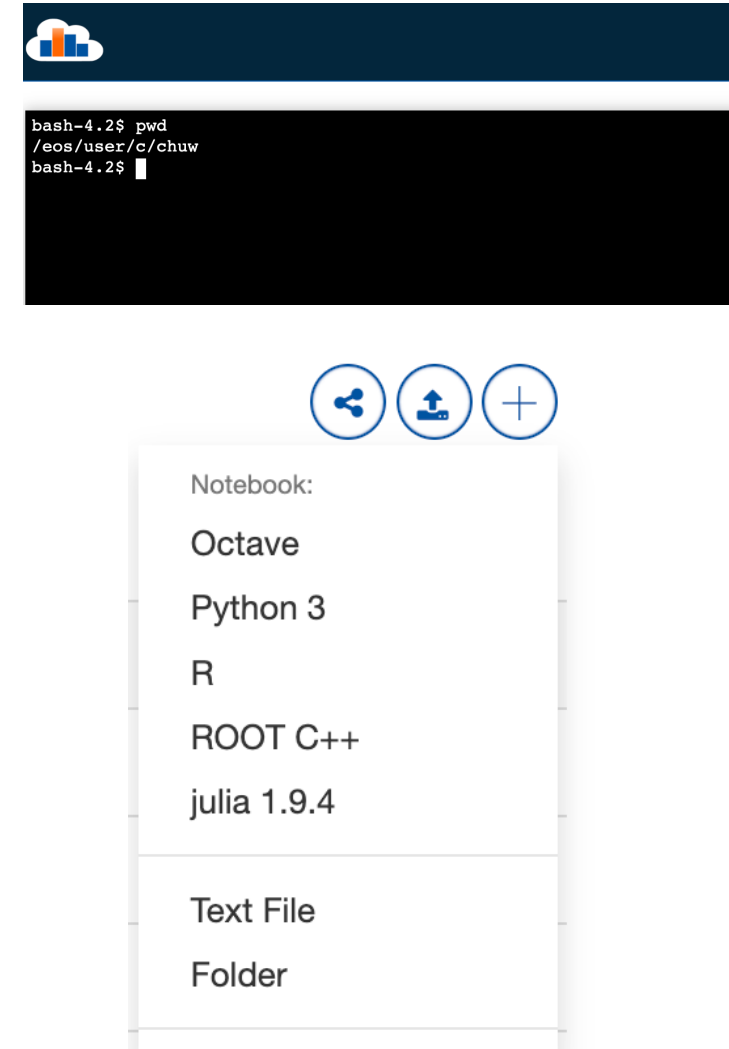 bash-4.2$ pwd
/eos/user/c/chuw
bash-4.2$
Notebook:
Octave
Python 3
R
ROOT C++
julia 1.9.4
Text File
Folder